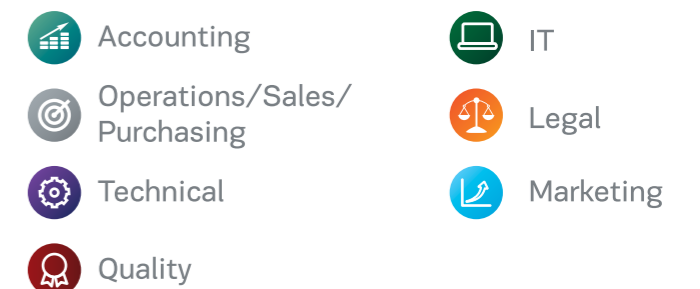 Accounting
Operations/Sales/
Purchasing
Technical
Quality
IT
Legal
Marketing